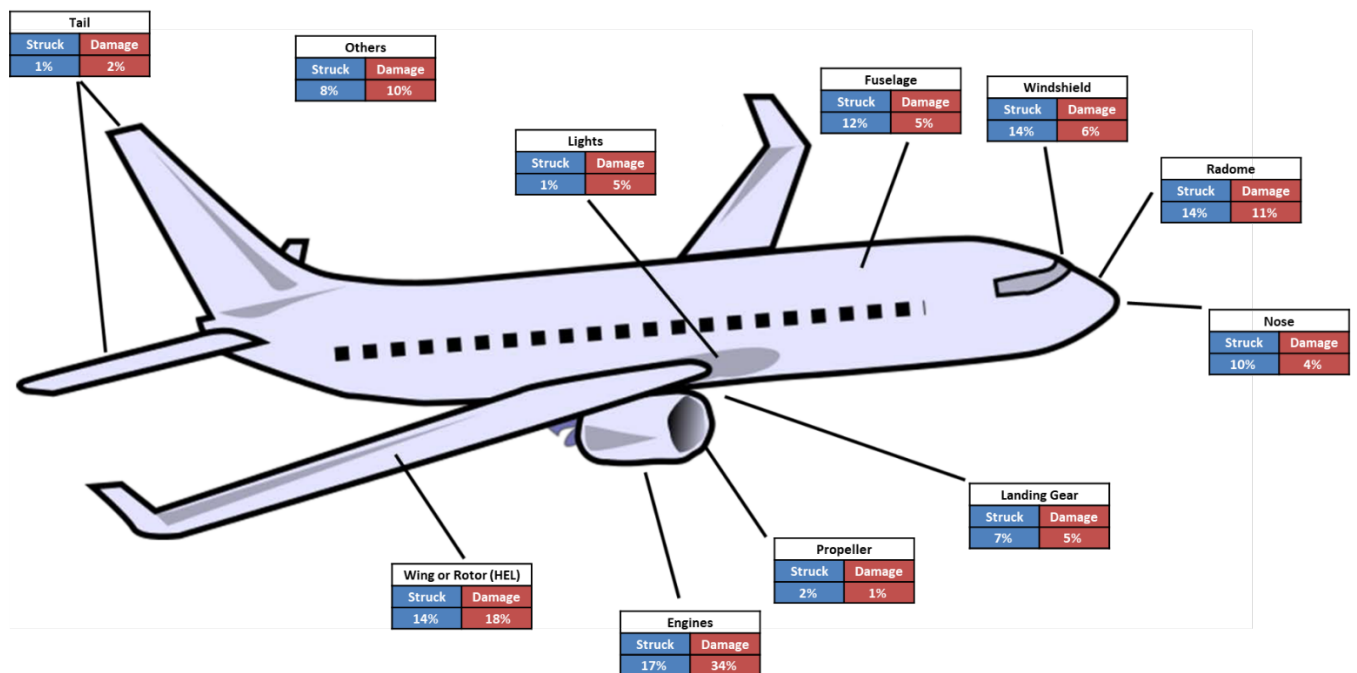 Tail
Struck Damage
1% 2%
Others
Struck Damage
8% 10%
Fuselage
Struck Damage
12% 5%
Windshield
Struck Damage
14% 6%
Lights
Struck Damage
1% 5%
Radome
Struck Damage
14% 11%
Nose
Struck Damage
10% 4%
Landing Gear
Struck Damage
7% 5%
Propeller
Struck Damage
2% 1%
Wing or Rotor (HEL)
Struck Damage
14% 18%
Engines
Struck Damage
17% 34%